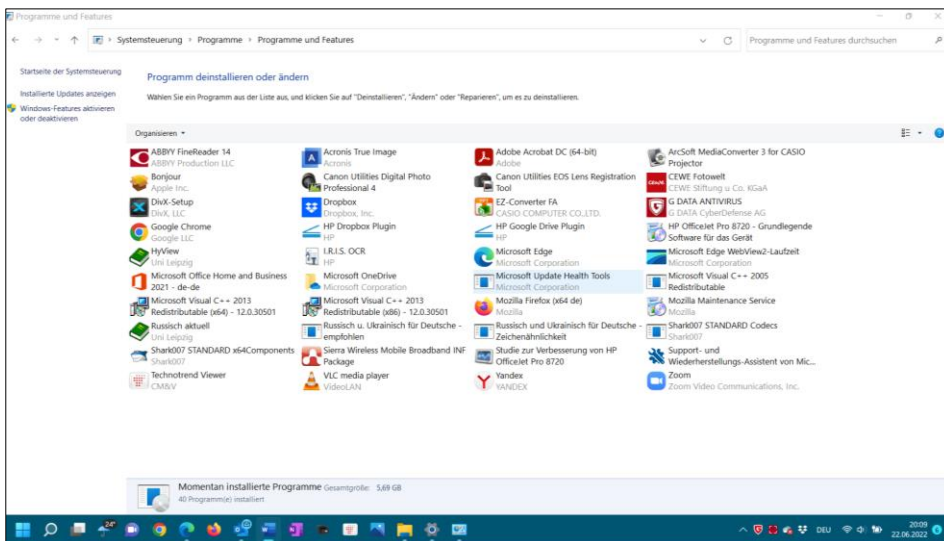 Programme und Features
Systemsteuerung > Programme > Programme und Features
Programme und Features durchsuchen
Startseite der Systemsteuerung
Installierte Updates anzeigen
Windows-Features aktivieren
oder deaktivieren
Programm deinstallieren oder ändern
Wählen Sie ein Programm aus der Liste aus, und klicken Sie auf "Deinstallieren", "Ändern" oder "Reparieren", um es zu deinstallieren.
Organisieren
ABBYY FineReader 14
ABBYY Production LLC
Acronis True Image
Acronis
Adobe Acrobat DC (64-bit)
Adobe
ArcSoft MediaConverter 3 for CASIO
Projector
Bonjour
Apple Inc.
Canon Utilities Digital Photo
Professional 4
Canon Utilities EOS Lens Registration
Tool
CEWE Fotowelt
CEWE Stiftung u Co. KGaA
DivX-Setup
DivX, LLC
Dropbox
Dropbox, Inc.
EZ-Converter FA
CASIO COMPUTER CO.,LTD.
G DATA ANTIVIRUS
G DATA CyberDefense AG
Google Chrome
Google LLC
HP Dropbox Plugin
HP
HP Google Drive Plugin
HP
HP OfficeJet Pro 8720 - Grundlegende
Software für das Gerät
HyView
Uni Leipzig
I.R.I.S. OCR
HP
Microsoft Edge
Microsoft Corporation
Microsoft Edge WebView2-Laufzeit
Microsoft Corporation
Microsoft Office Home and Business
2021 - de-de
Microsoft OneDrive
Microsoft Corporation
Microsoft Update Health Tools
Microsoft Corporation
Microsoft Visual C++ 2005
Redistributable
Microsoft Visual C++ 2013
Redistributable (x64) - 12.0.30501
Microsoft Visual C++ 2013
Redistributable (x86) - 12.0.30501
Mozilla Firefox (x64 de)
Mozilla
Mozilla Maintenance Service
Mozilla
Russisch aktuell
Uni Leipzig
Russisch u. Ukrainisch für Deutsche -
empfohlen
Russisch und Ukrainisch für Deutsche -
Zeichenähnlichkeit
Shark007 STANDARD Codecs
Shark007
Shark007 STANDARD x64Components
Shark007
Sierra Wireless Mobile Broadband INF
Package
Studie zur Verbesserung von HP
OfficeJet Pro 8720
Support- und
Wiederherstellungs-Assistent von Mic...
Technotrend Viewer
CM&V
VLC media player
VideoLAN
Yandex
YANDEX
Zoom
Zoom Video Communications, Inc.
Momentan installierte Programme Gesamtgröße: 5,69 GB
40 Programm(e) installiert
24°
DEU
20:09
22.06.2022